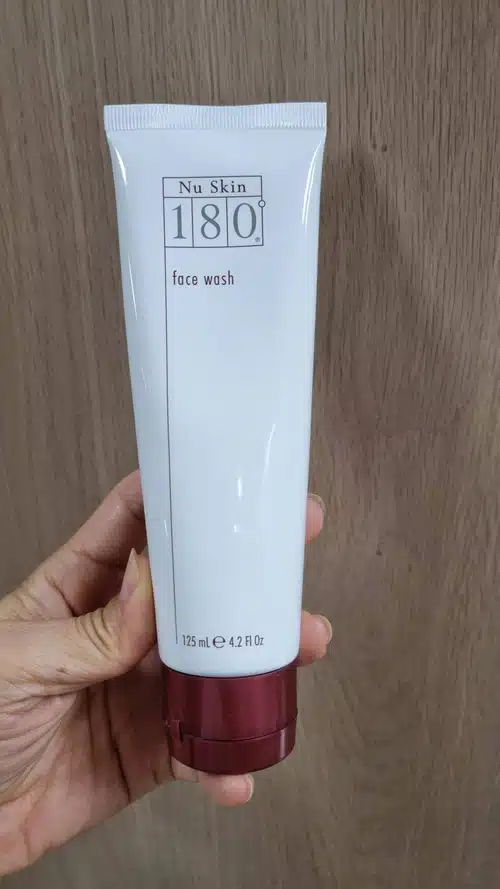 Nu Skin
180°
®
face wash
125 mL ℮ 4.2 Fl Oz